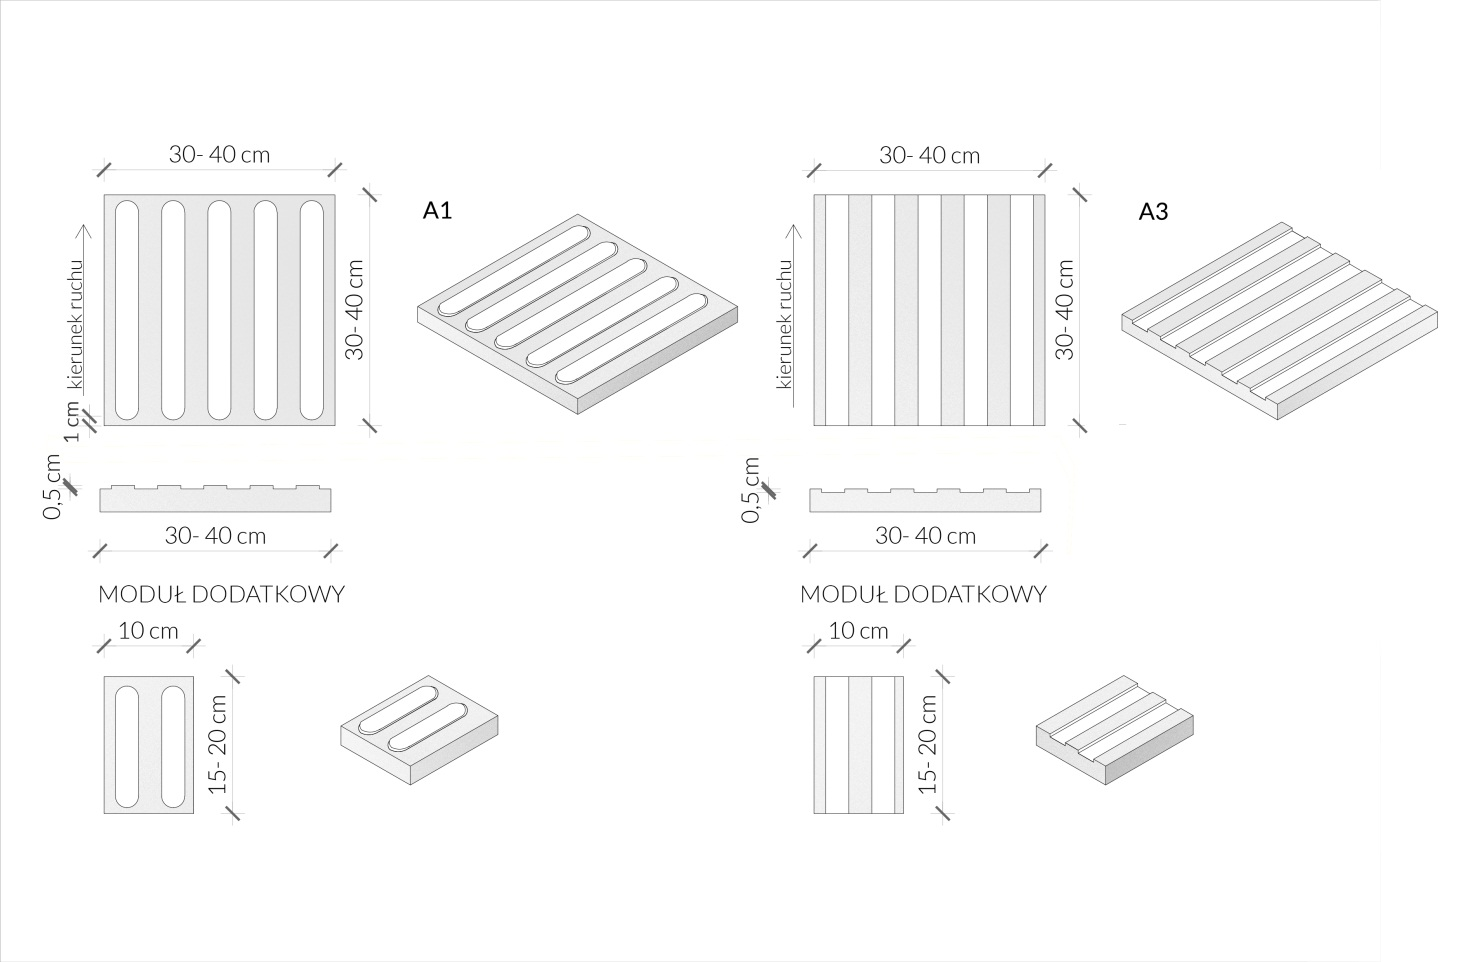 30- 40 cm
A1
kierunek ruchu
30- 40 cm
1 cm
0,5 cm
30- 40 cm
MODUŁ DODATKOWY
10 cm
15- 20 cm
30- 40 cm
A3
kierunek ruchu
30- 40 cm
0,5 cm
30- 40 cm
MODUŁ DODATKOWY
10 cm
15- 20 cm